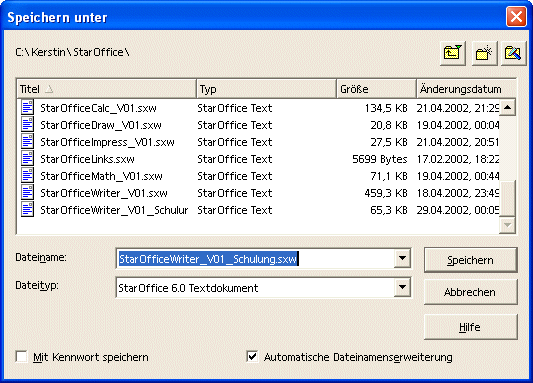 Speichern unter
C:\Kerstin\StarOffice\
Titel Typ Größe Änderungsdatum
StarOfficeCalc_V01.sxw StarOffice Text 134,5 KB 21.04.2002, 21:29
StarOfficeDraw_V01.sxw StarOffice Text 20,8 KB 19.04.2002, 00:04
StarOfficeImpress_V01.sxw StarOffice Text 27,5 KB 21.04.2002, 20:51
StarOfficeLinks.sxw StarOffice Text 5699 Bytes 17.02.2002, 18:22
StarOfficeMath_V01.sxw StarOffice Text 71,1 KB 19.04.2002, 00:44
StarOfficeWriter_V01.sxw StarOffice Text 459,3 KB 18.04.2002, 23:49
StarOfficeWriter_V01_Schulur StarOffice Text 65,3 KB 29.04.2002, 00:05
Dateiname: StarOfficeWriter_V01_Schulung.sxw Speichern
Dateityp: StarOffice 6.0 Textdokument Abbrechen
Hilfe
Mit Kennwort speichern Automatische Dateinamenserweiterung